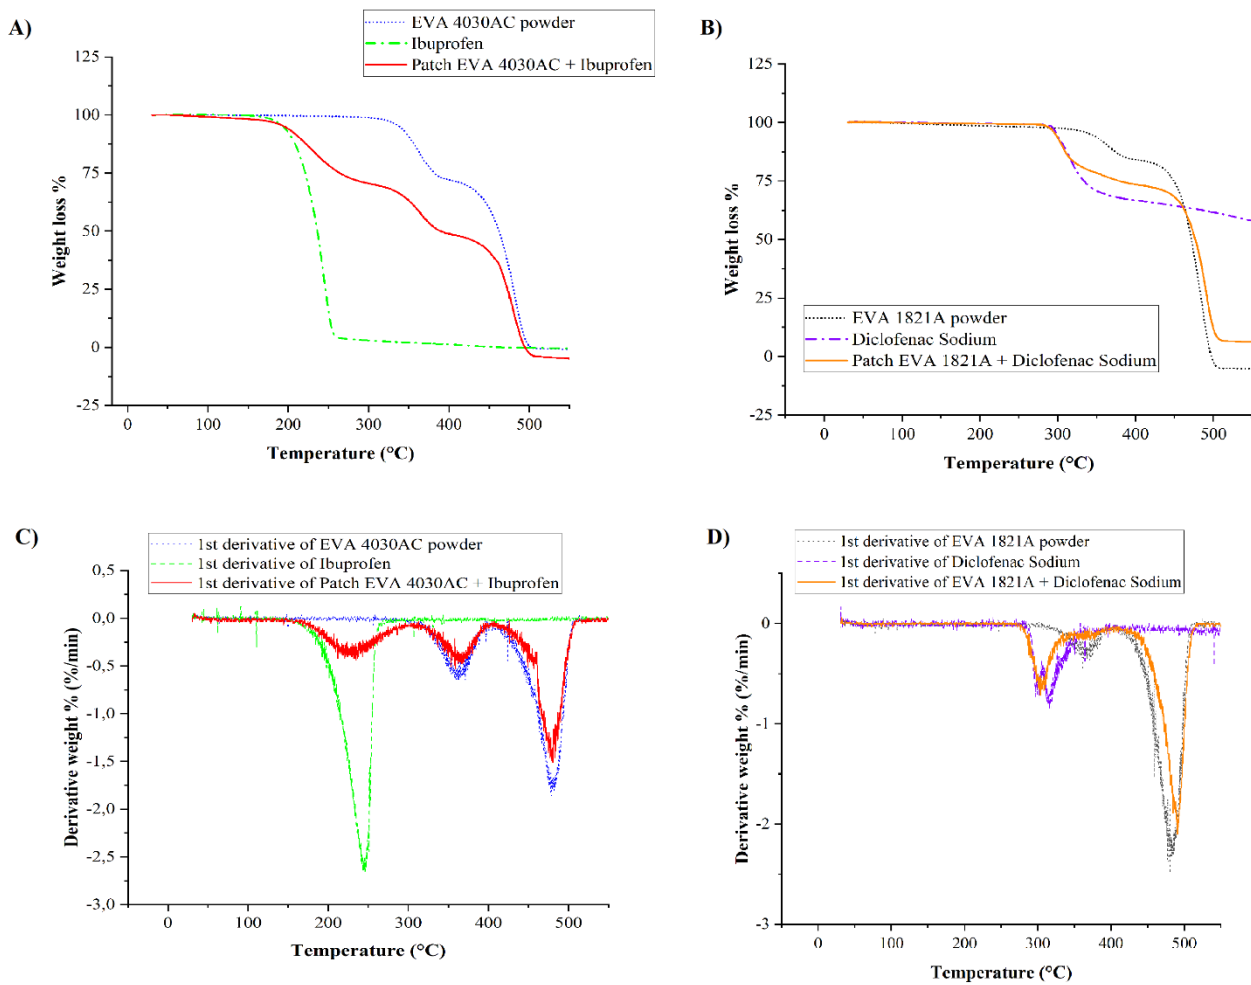 A)
EVA 4030AC powder
Ibuprofen
Patch EVA 4030AC + Ibuprofen
125
100
75
50
25
0
-25
Weight loss %
0 100 200 300 400 500
Temperature (°C)
B)
125
100
75
50
25
0
-25
Weight loss %
EVA 1821A powder
Diclofenac Sodium
Patch EVA 1821A + Diclofenac Sodium
0 100 200 300 400 500
Temperature (°C)
C)
1st derivative of EVA 4030AC powder
1st derivative of Ibuprofen
1st derivative of Patch EVA 4030AC + Ibuprofen
0,5
0,0
-0,5
-1,0
-1,5
-2,0
-2,5
-3,0
Derivative weight % (%/min)
0 100 200 300 400 500
Temperature (°C)
D)
1st derivative of EVA 1821A powder
1st derivative of Diclofenac Sodium
1st derivative of EVA 1821A + Diclofenac Sodium
0
-1
-2
-3
Derivative weight % (%/min)
0 100 200 300 400 500
Temperature (°C)